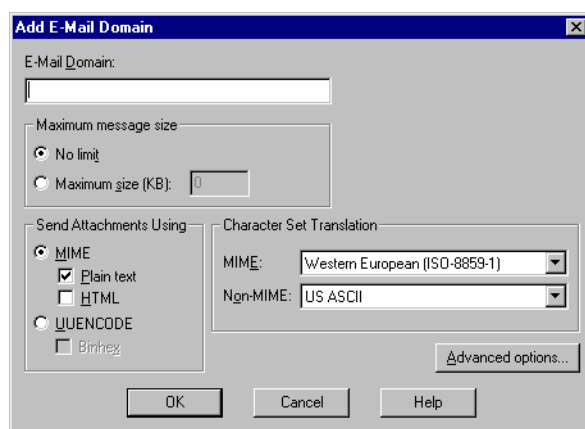 Add E-Mail Domain
E-Mail Domain:
Maximum message size
No limit
Maximum size (KB): 0
Send Attachments Using
MIME
Plain text
HTML
UUENCODE
Binhex
Character Set Translation
MIME: Western European (ISO-8859-1)
Non-MIME: US ASCII
Advanced options...
OK Cancel Help